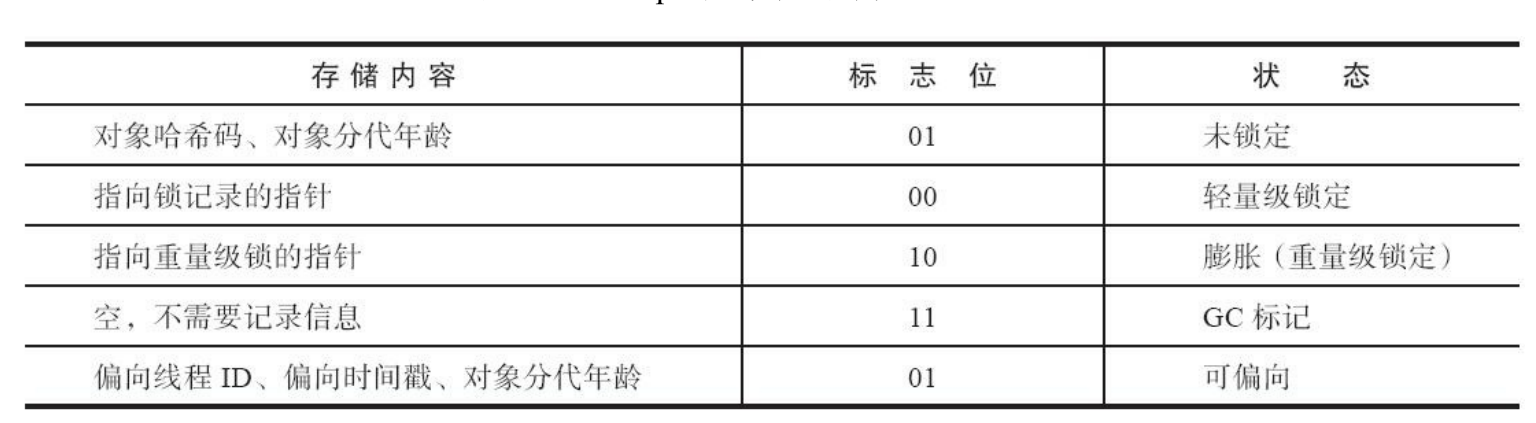 存储内容 标志位 状态
对象哈希码、对象分代年龄 01 未锁定
指向锁记录的指针 00 轻量级锁定
指向重量级锁的指针 10 膨胀（重量级锁定）
空，不需要记录信息 11 GC 标记
偏向线程 ID、偏向时间戳、对象分代年龄 01 可偏向